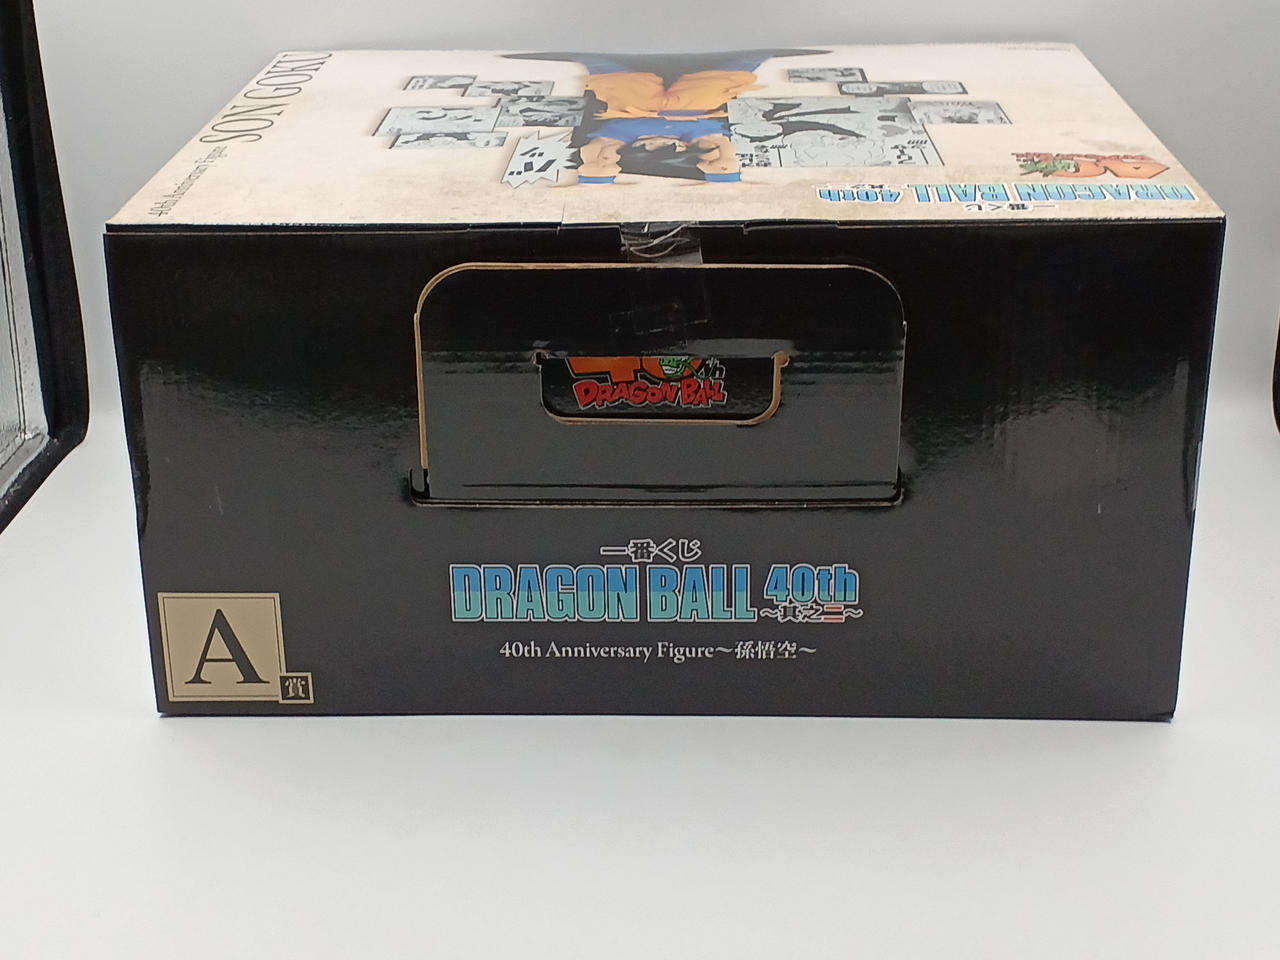 SON GOKU
40th Anniversary Figure
一番くじ
DRAGON BALL 40th
40th
DRAGON BALL
一番くじ
DRAGON BALL 40th
~其之二~
40th Anniversary Figure~孫悟空~
A
賞